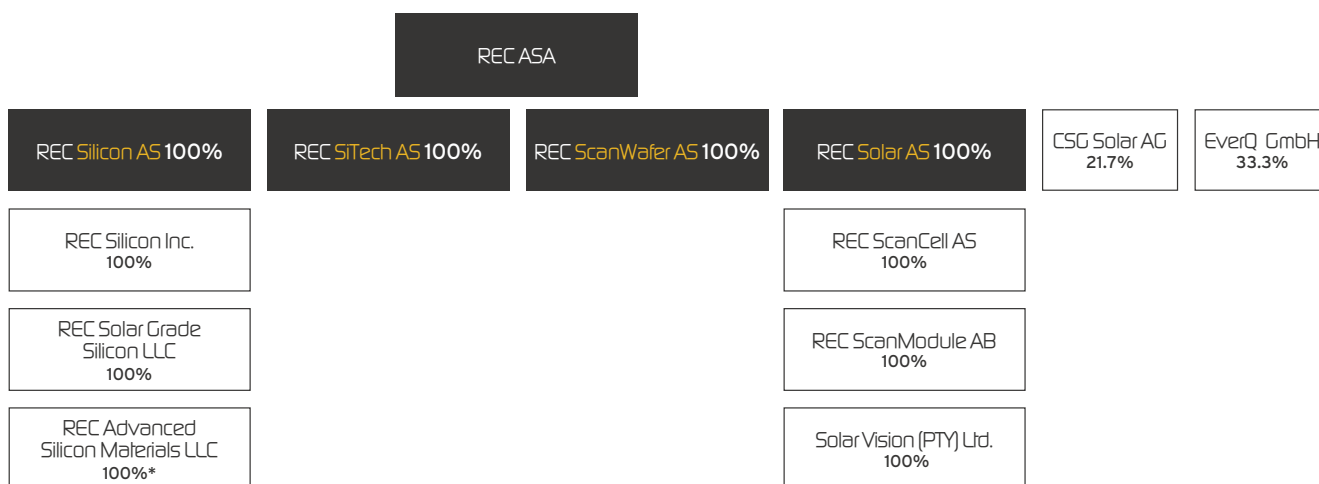 REC ASA
REC Silicon AS 100%
REC SiTech AS 100%
REC ScanWafer AS 100%
REC Solar AS 100%
CSG Solar AG
21.7%
EverQ GmbH
33.3%
REC Silicon Inc.
100%
REC ScanCell AS
100%
REC Solar Grade
Silicon LLC
100%
REC ScanModule AB
100%
REC Advanced
Silicon Materials LLC
100%*
Solar Vision (PTY) Ltd.
100%